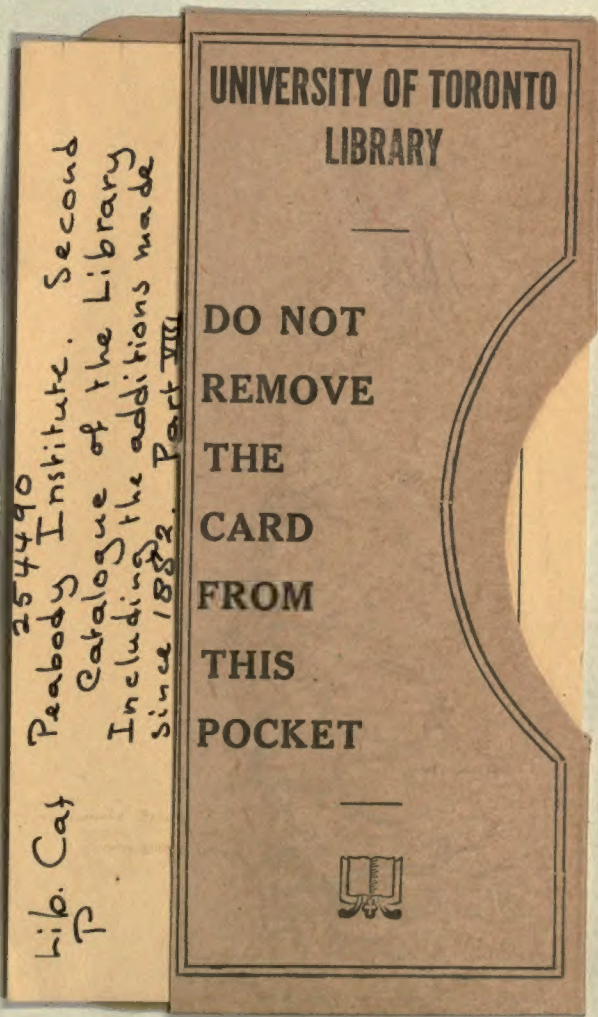 UNIVERSITY OF TORONTO
LIBRARY
DO NOT
REMOVE
THE
CARD
FROM
THIS
POCKET
Lib. Cat
P
254490
Peabody Institute. Second
Catalogue of the Library
Including the additions made
since 1882. Part VIII